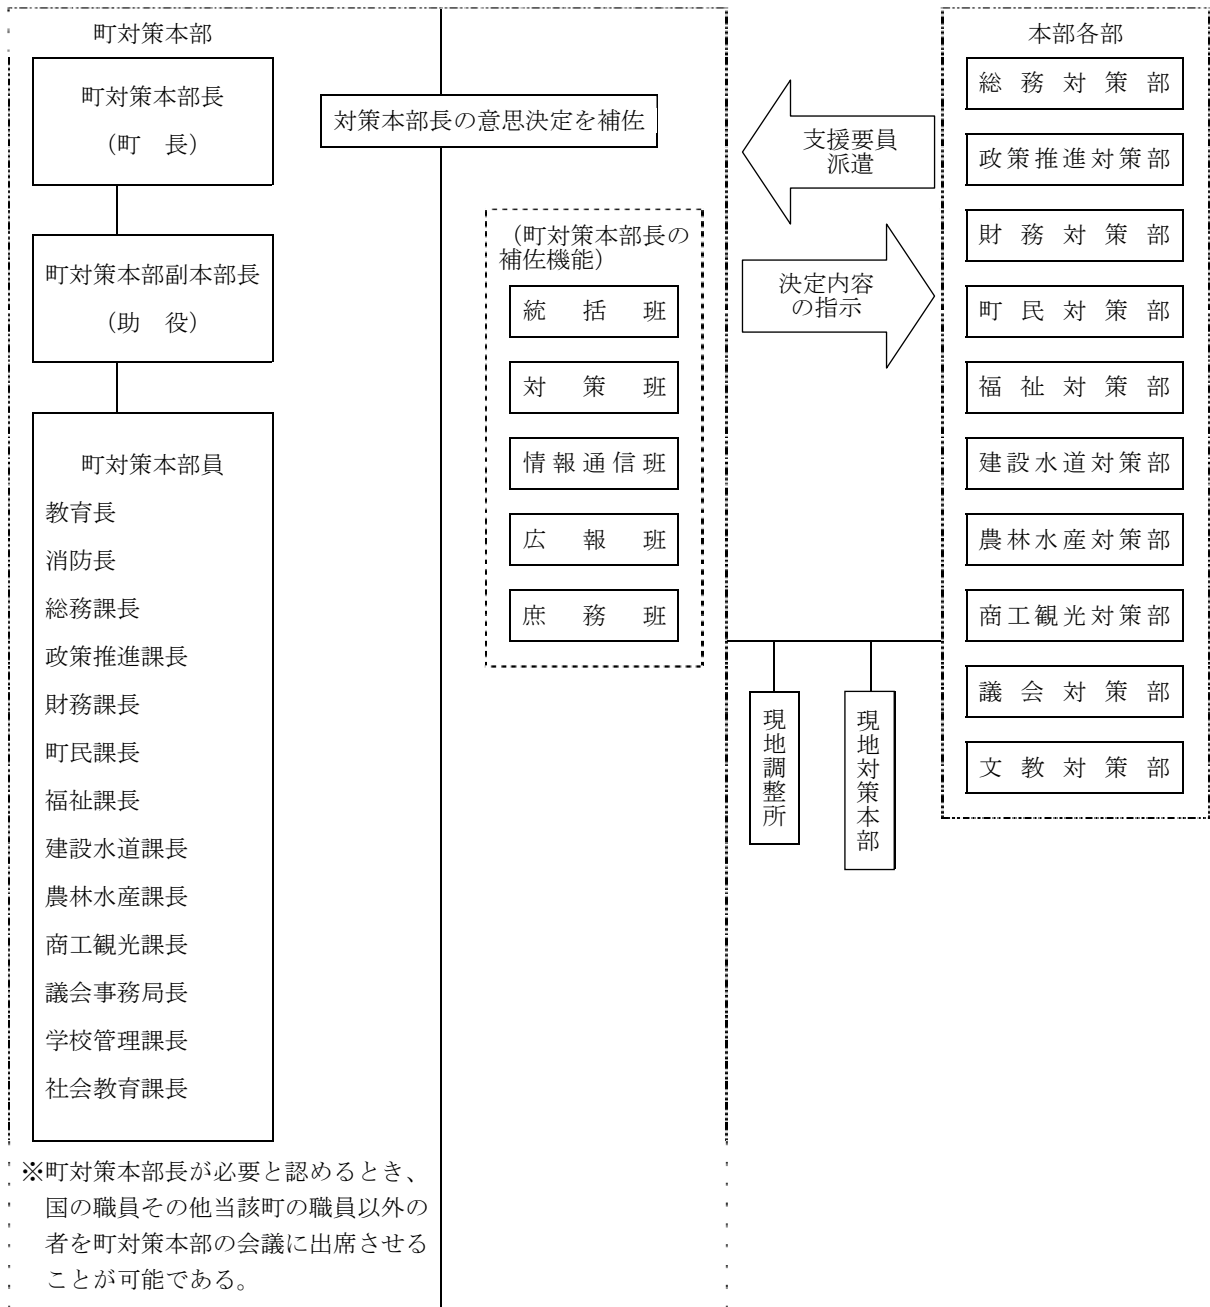 町対策本部
町対策本部長
（町　長）
町対策本部副本部長
（助　役）
町対策本部員
教育長
消防長
総務課長
政策推進課長
財務課長
町民課長
福祉課長
建設水道課長
農林水産課長
商工観光課長
議会事務局長
学校管理課長
社会教育課長
※町対策本部長が必要と認めるとき、
国の職員その他当該町の職員以外の
者を町対策本部の会議に出席させる
ことが可能である。
対策本部長の意思決定を補佐
（町対策本部長の
補佐機能）
統　括　班
対　策　班
情報通信班
広　報　班
庶　務　班
支援要員
派遣
決定内容
の指示
現地調整所
現地対策本部
本部各部
総務対策部
政策推進対策部
財務対策部
町民対策部
福祉対策部
建設水道対策部
農林水産対策部
商工観光対策部
議会対策部
文教対策部